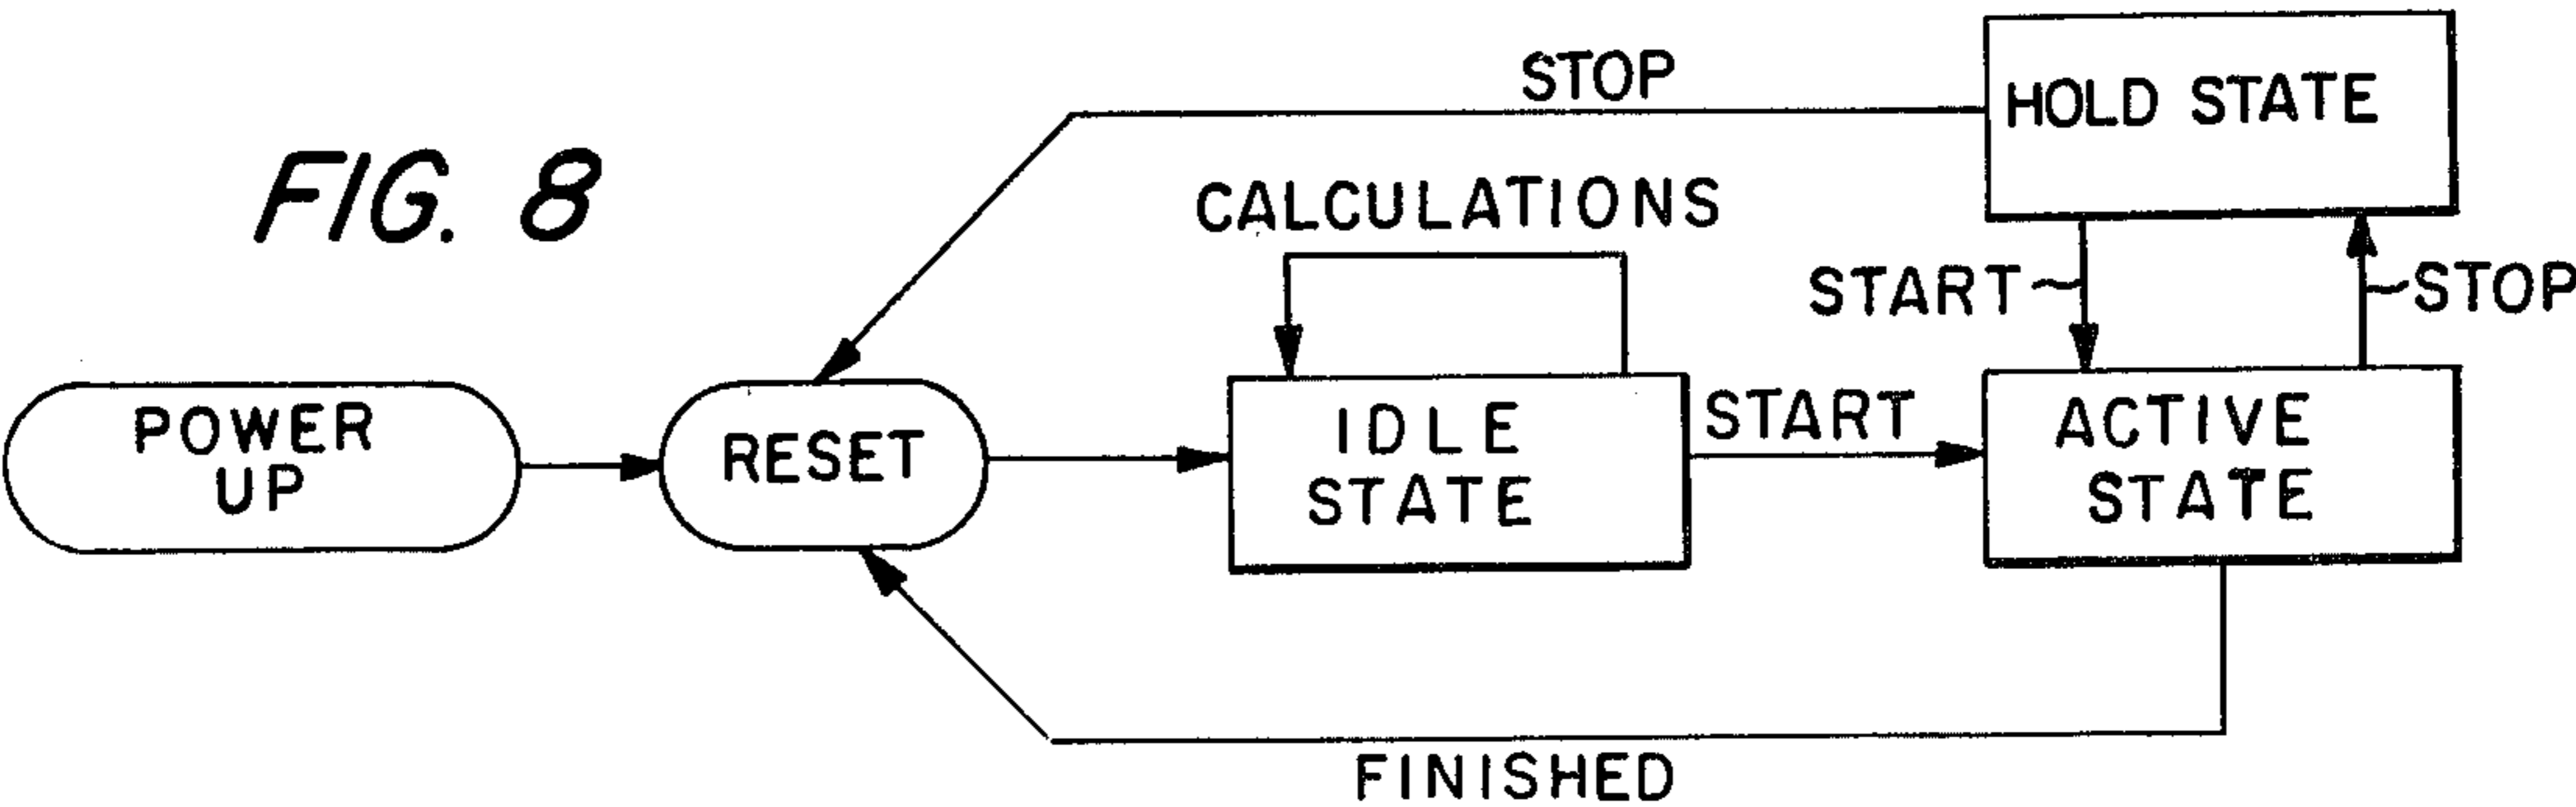 FIG. 8
STOP
HOLD STATE
CALCULATIONS
START
STOP
POWER
UP
RESET
IDLE
STATE
START
ACTIVE
STATE
FINISHED